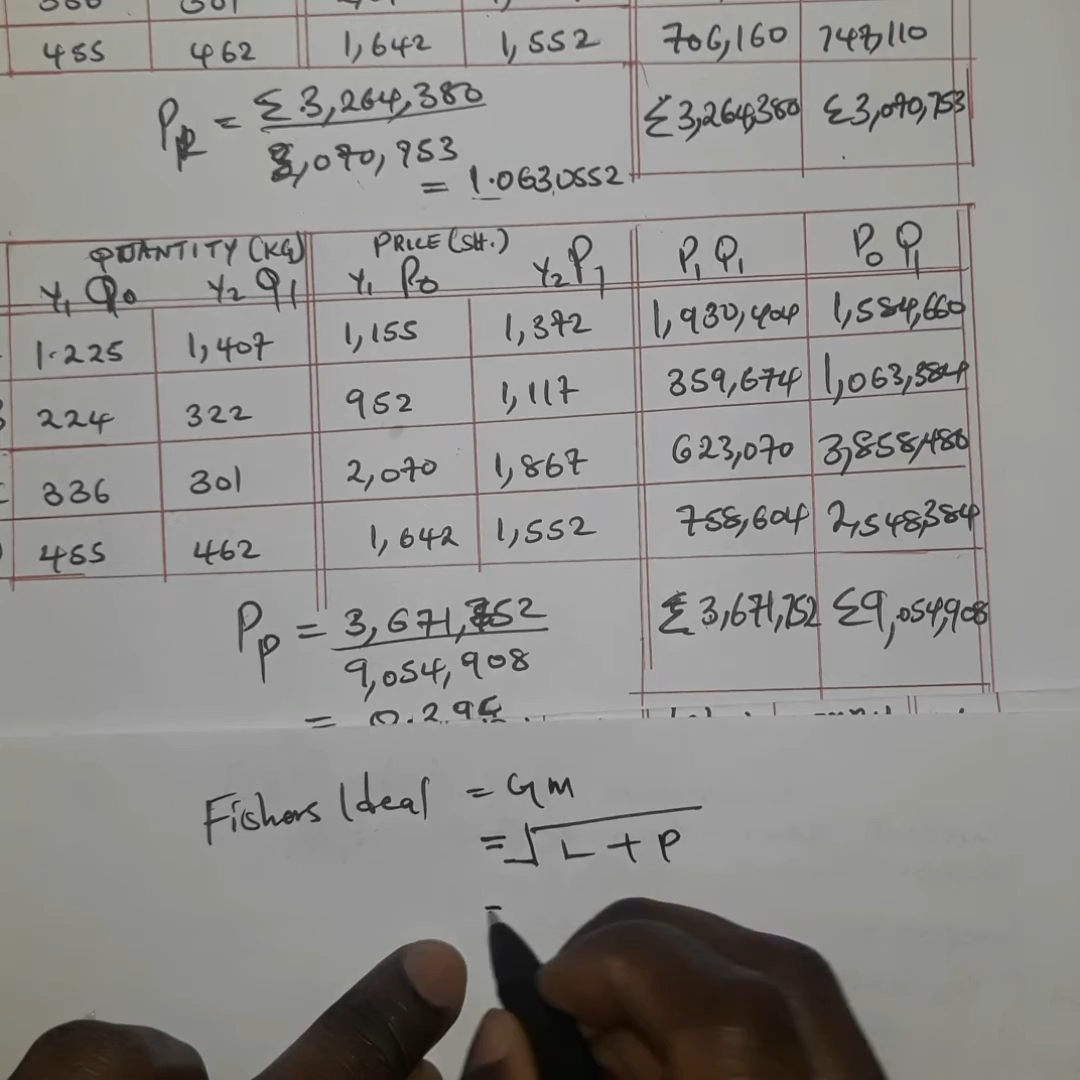 455 462 1,642 1,552 706,160 747,110
Σ3,264,380 Σ3,070,753
= Σ3,264,380
3,070,953
= 1.0630552
QUANTITY (KG) PRICE (SH.) P₁ Q₁ P₀ Q₁
Y₁ Q₀ Y₂ Q₁ Y₁ P₀ Y₂ P₁
1.225 1,407 1,155 1,372 1,930,404 1,584,660
224 322 952 1,117 359,674 1,063,384
336 301 2,070 1,867 623,070 3,858,480
455 462 1,642 1,552 758,604 2,548,384
Σ3,671,752 Σ9,054,908
Pp = 3,671,752
9,054,908
= 0.295
Fishers Ideal = GM
= √L + P
=